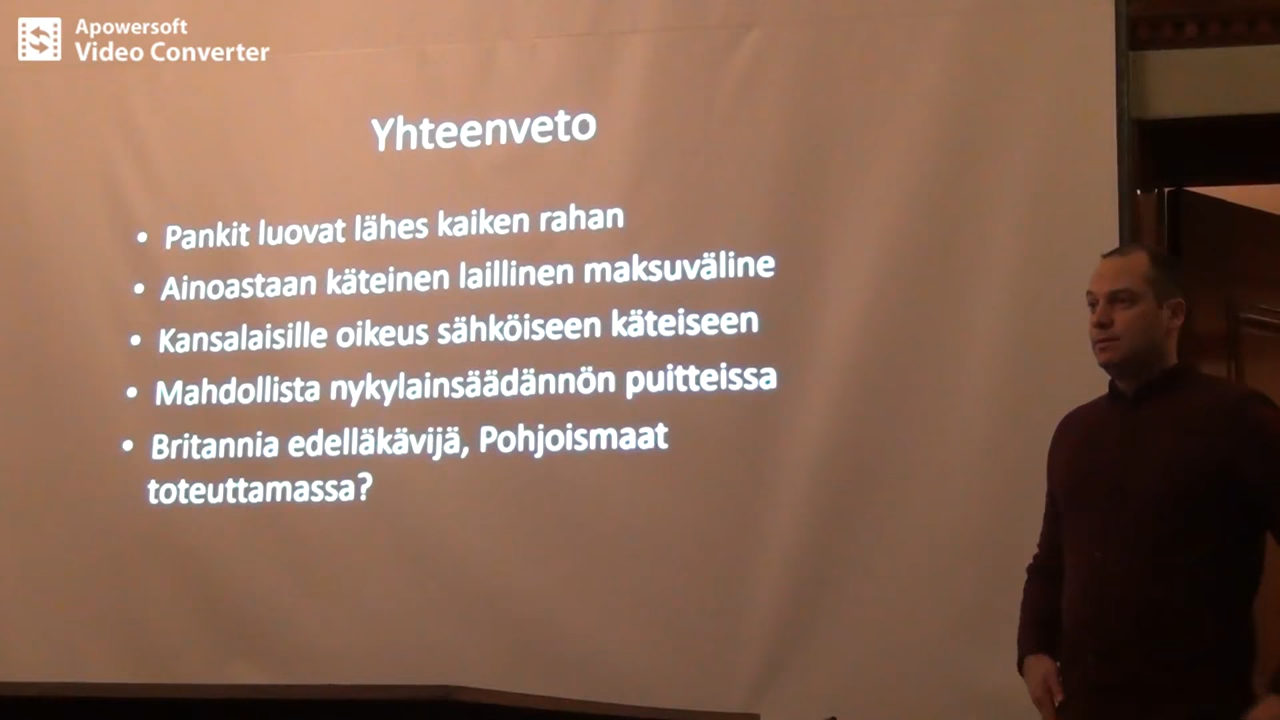 Apowersoft
Video Converter
Yhteenveto
• Pankit luovat lähes kaiken rahan
• Ainoastaan käteinen laillinen maksuväline
• Kansalaisille oikeus sähköiseen käteiseen
• Mahdollista nykylainsäädännön puitteissa
• Britannia edelläkävijä, Pohjoismaat
toteuttamassa?